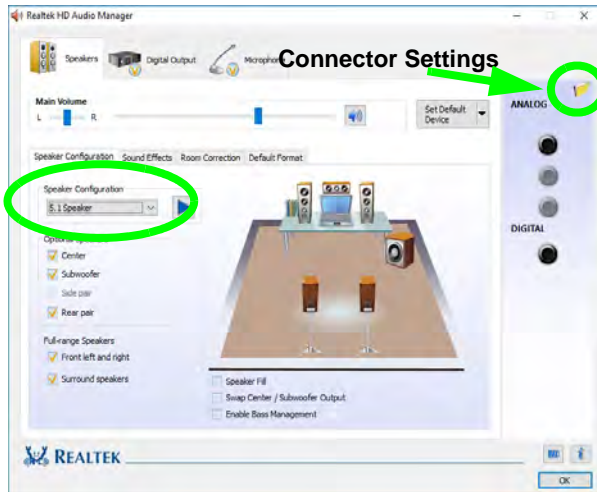 Realtek HD Audio Manager
Speakers
Digital Output
Microphon
Connector Settings
Main Volume
L
R
Set Default
Device
ANALOG
Speaker Configuration
Sound Effects
Room Correction
Default Format
Speaker Configuration
5.1 Speaker
DIGITAL
Center
Subwoofer
Side pair
Rear pair
Full-range Speakers
Front left and right
Surround speakers
Speaker Fill
Swap Center / Subwoofer Output
Enable Bass Management
REALTEK
OK